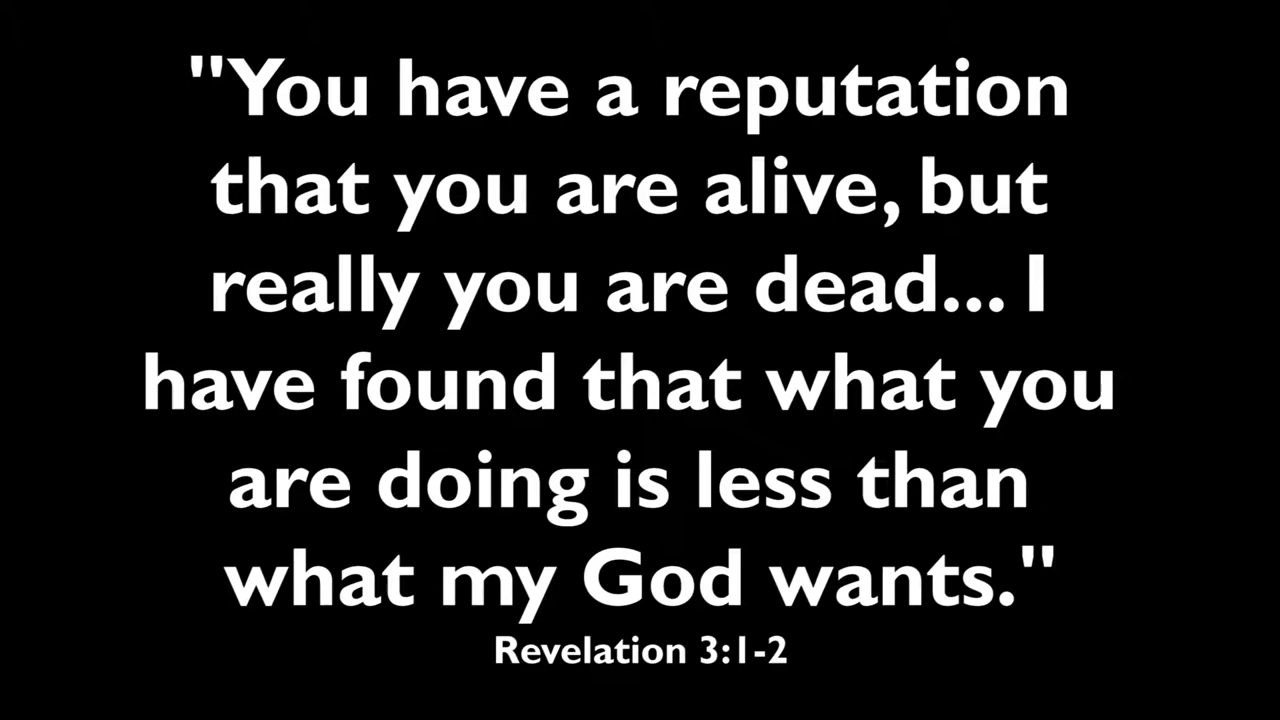 "You have a reputation
that you are alive, but
really you are dead... I
have found that what you
are doing is less than
what my God wants."
Revelation 3:1-2